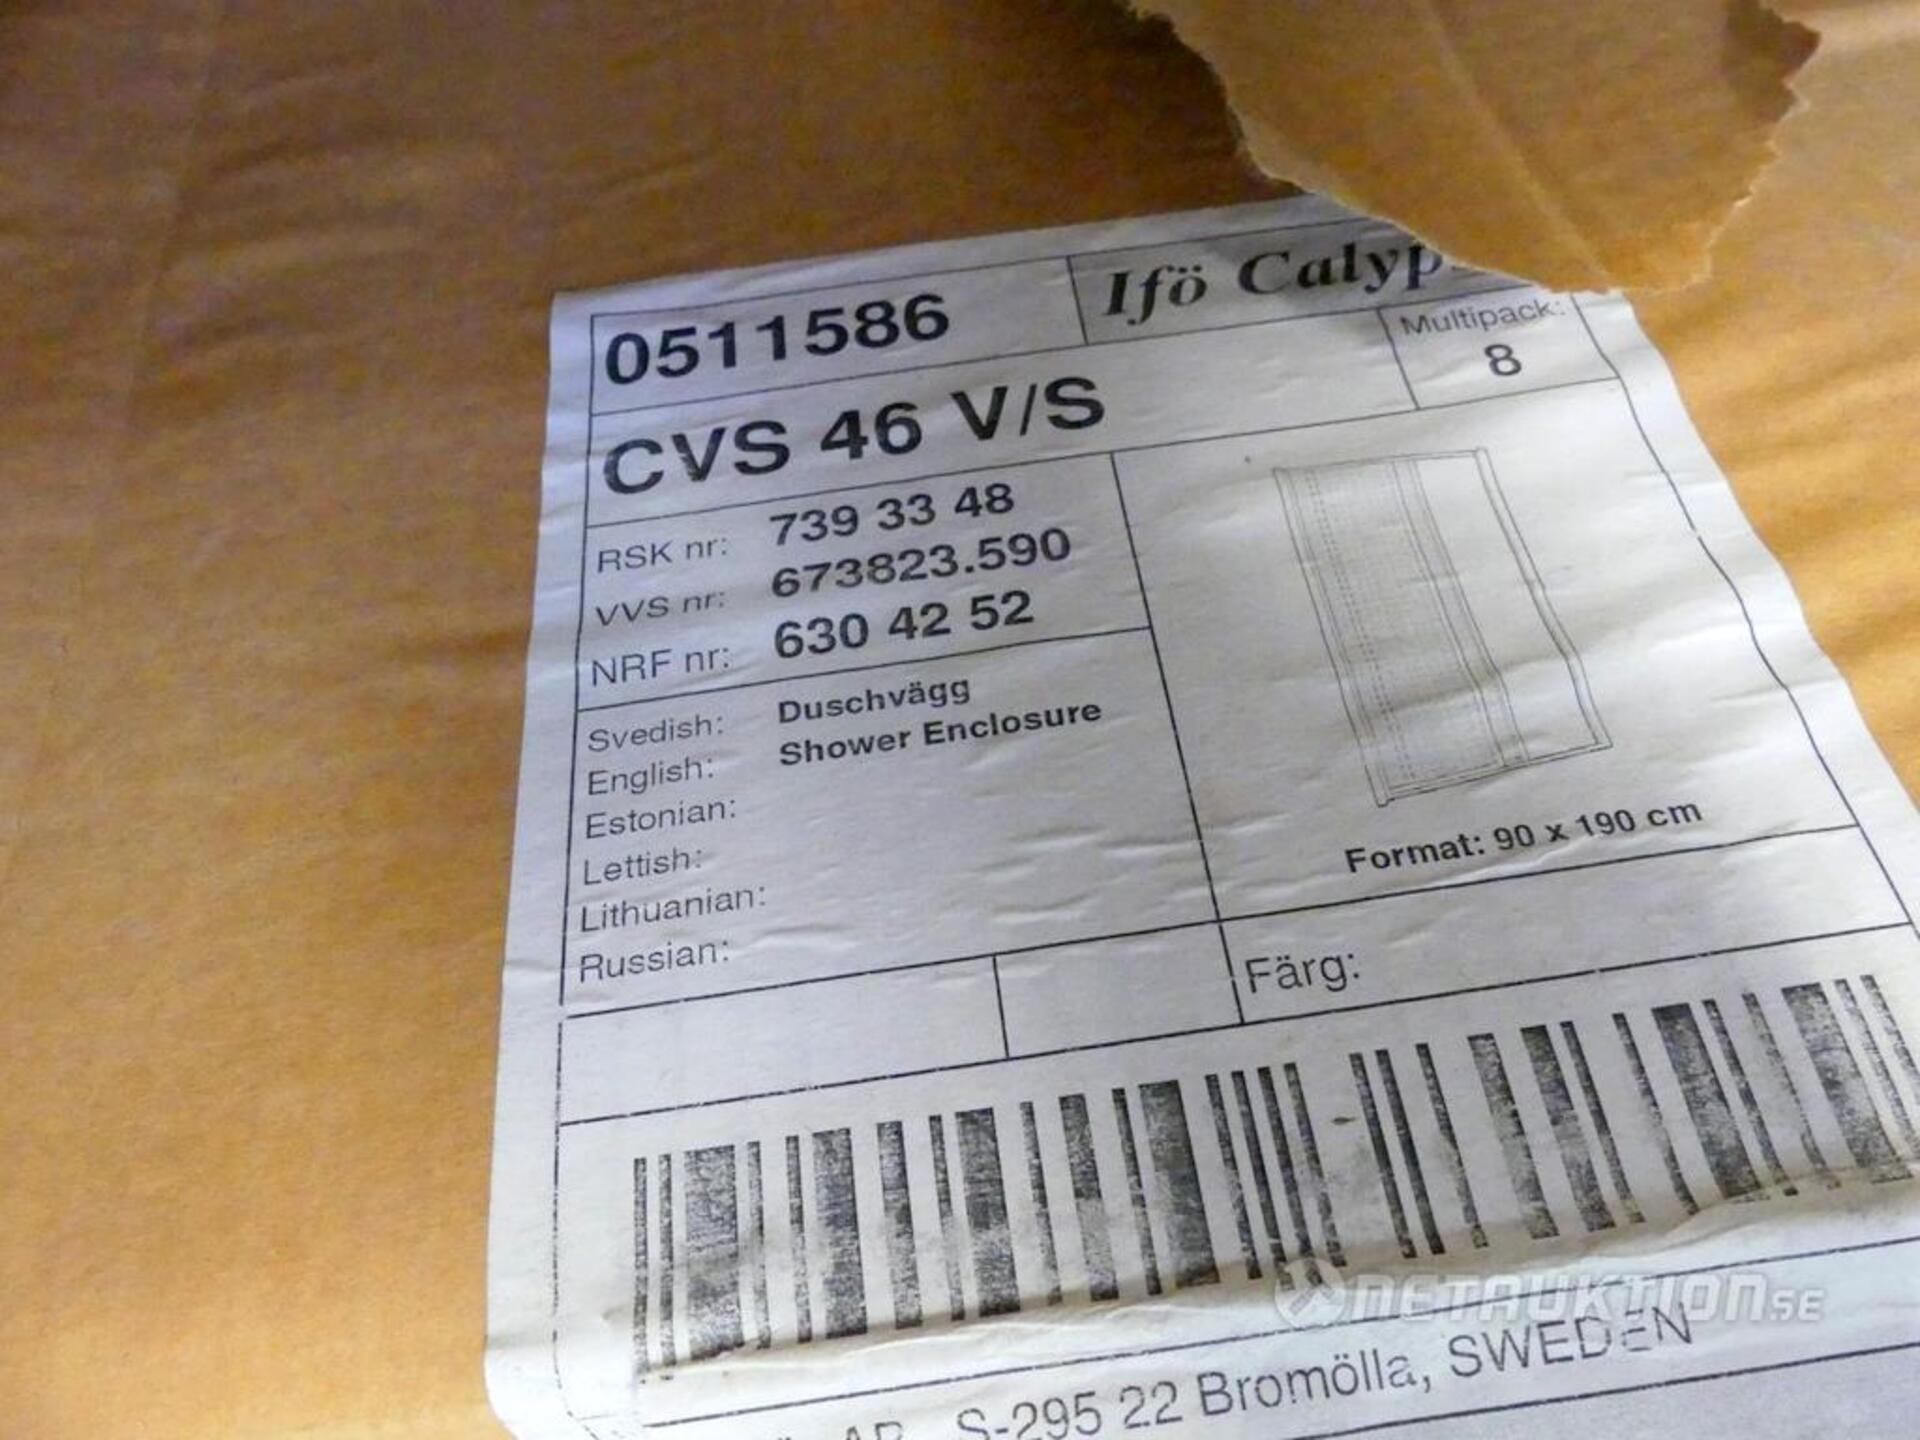 0511586
Ifö Calyp
Multipack:
8
CVS 46 V/S
RSK nr: 739 33 48
VVS nr: 673823.590
NRF nr: 630 42 52
Svedish: Duschvägg
English: Shower Enclosure
Estonian:
Lettish:
Lithuanian:
Russian:
Format: 90 x 190 cm
Färg:
NETAUKTION.SE
AB S-295 22 Bromölla, SWEDEN